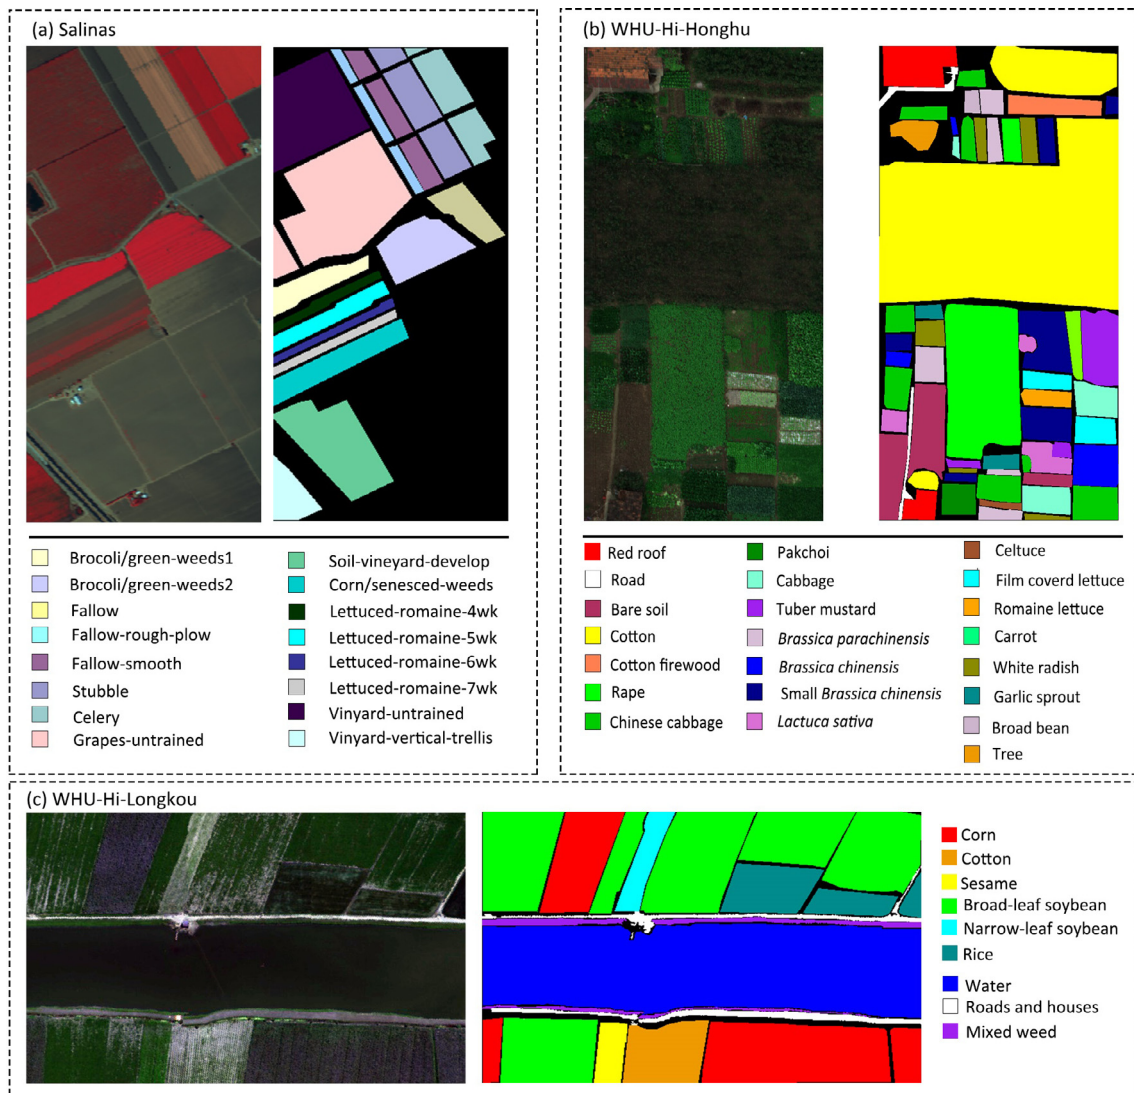 (a) Salinas
Brocoli/green-weeds1
Brocoli/green-weeds2
Fallow
Fallow-rough-plow
Fallow-smooth
Stubble
Celery
Grapes-untrained
Soil-vineyard-develop
Corn/senesced-weeds
Lettuced-romaine-4wk
Lettuced-romaine-5wk
Lettuced-romaine-6wk
Lettuced-romaine-7wk
Vinyard-untrained
Vinyard-vertical-trellis
(b) WHU-Hi-Honghu
Red roof
Road
Bare soil
Cotton
Cotton firewood
Rape
Chinese cabbage
Pakchoi
Cabbage
Tuber mustard
Brassica parachinensis
Brassica chinensis
Small Brassica chinensis
Lactuca sativa
Celtuce
Film coverd lettuce
Romaine lettuce
Carrot
White radish
Garlic sprout
Broad bean
Tree
(c) WHU-Hi-Longkou
Corn
Cotton
Sesame
Broad-leaf soybean
Narrow-leaf soybean
Rice
Water
Roads and houses
Mixed weed